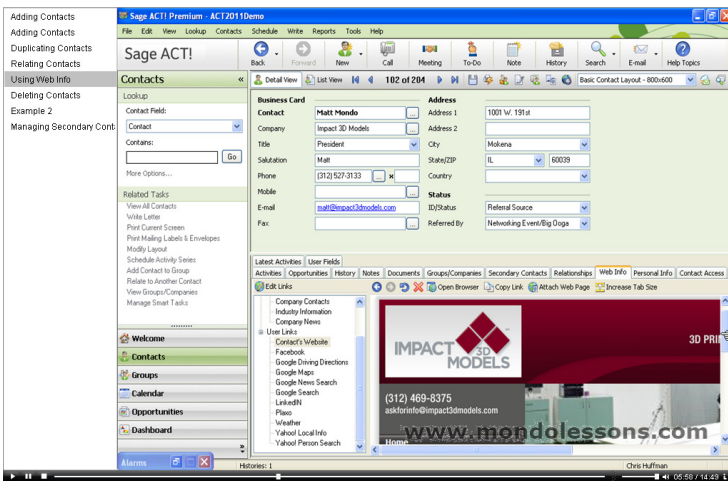 Adding Contacts
Adding Contacts
Duplicating Contacts
Relating Contacts
Using Web Info
Deleting Contacts
Example 2
Managing Secondary Cont
Sage ACT! Premium - ACT2011Demo
File Edit View Lookup Contacts Schedule Write Reports Tools Help
Sage ACT!
Back Forward New Call Meeting To-Do Note History Search E-mail Help Topics
Contacts «
Detail View List View 102 of 204 Basic Contact Layout - 800x600
Lookup
Contact Field:
Contact
Contains:
Go
More Options...
Related Tasks
View All Contacts
Write Letter
Print Current Screen
Print Mailing Labels & Envelopes
Modify Layout
Schedule Activity Series
Add Contact to Group
Relate to Another Contact
View Groups/Companies
Manage Smart Tasks
Welcome
Contacts
Groups
Calendar
Opportunities
Dashboard
Business Card
Contact Matt Mondo ...
Company Impact 3D Models ...
Title President
Salutation Matt
Phone (312) 527-3133 ... x
Mobile ...
E-mail matt@impact3dmodels.com
Fax ...
Address
Address 1 1001 W. 191st
Address 2
City Mokena
State/ZIP IL 60039
Country
Status
ID/Status Referral Source
Referred By Networking Event/Big Ooga
Latest Activities User Fields
Activities Opportunities History Notes Documents Groups/Companies Secondary Contacts Relationships Web Info Personal Info Contact Access
Edit Links Open Browser Copy Link Attach Web Page Increase Tab Size
Company Contacts
Industry Information
Company News
User Links
Contact's Website
Facebook
Google Driving Directions
Google Maps
Google News Search
Google Search
LinkedIN
Plaxo
Weather
Yahoo! Local Info
Yahoo! Person Search
IMPACT 3D MODELS
3D PRI
(312) 469-8375
askforinfo@impact3dmodels.com
www.mondolessons.com
Home
Alarms
Histories: 1 Chris Huffman
05:58 / 14:43